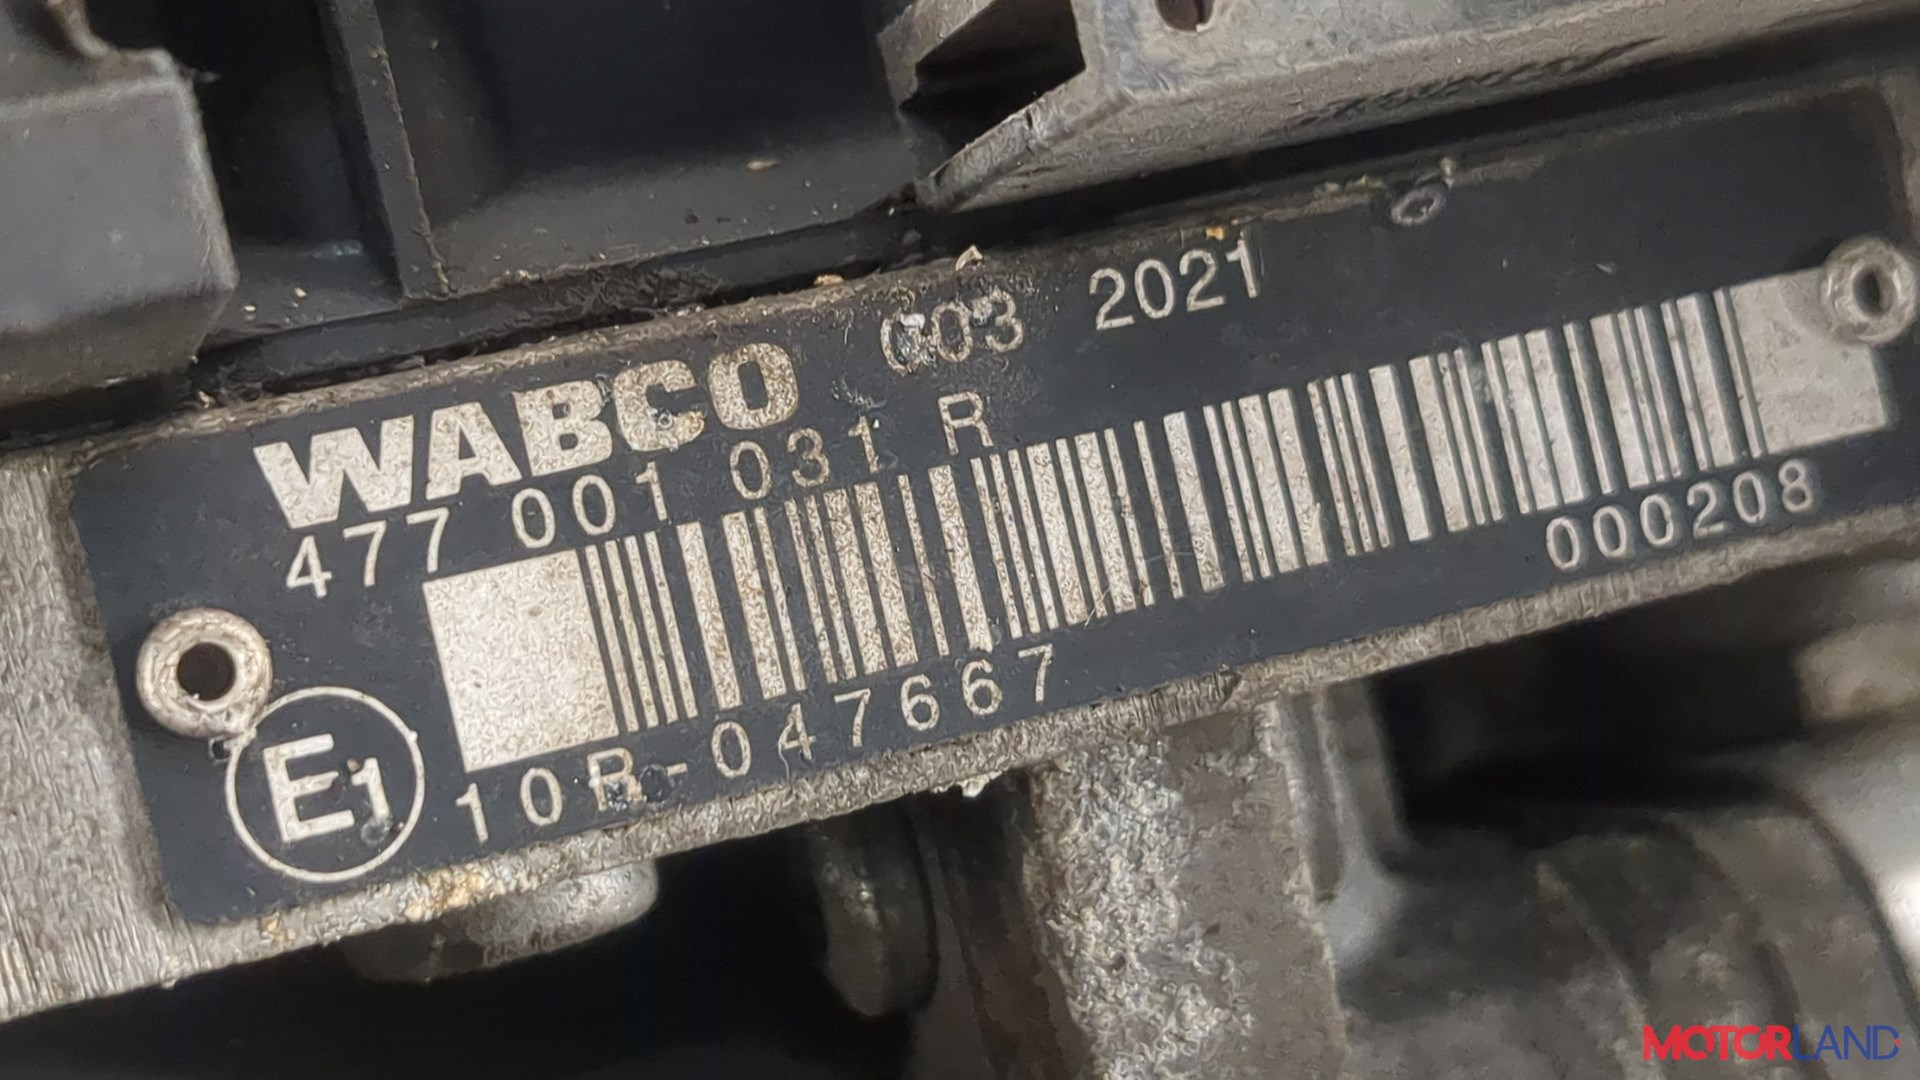 WABCO 003 2021
477 001 031 R
000208
10R-047667
E1
MOTORLAND